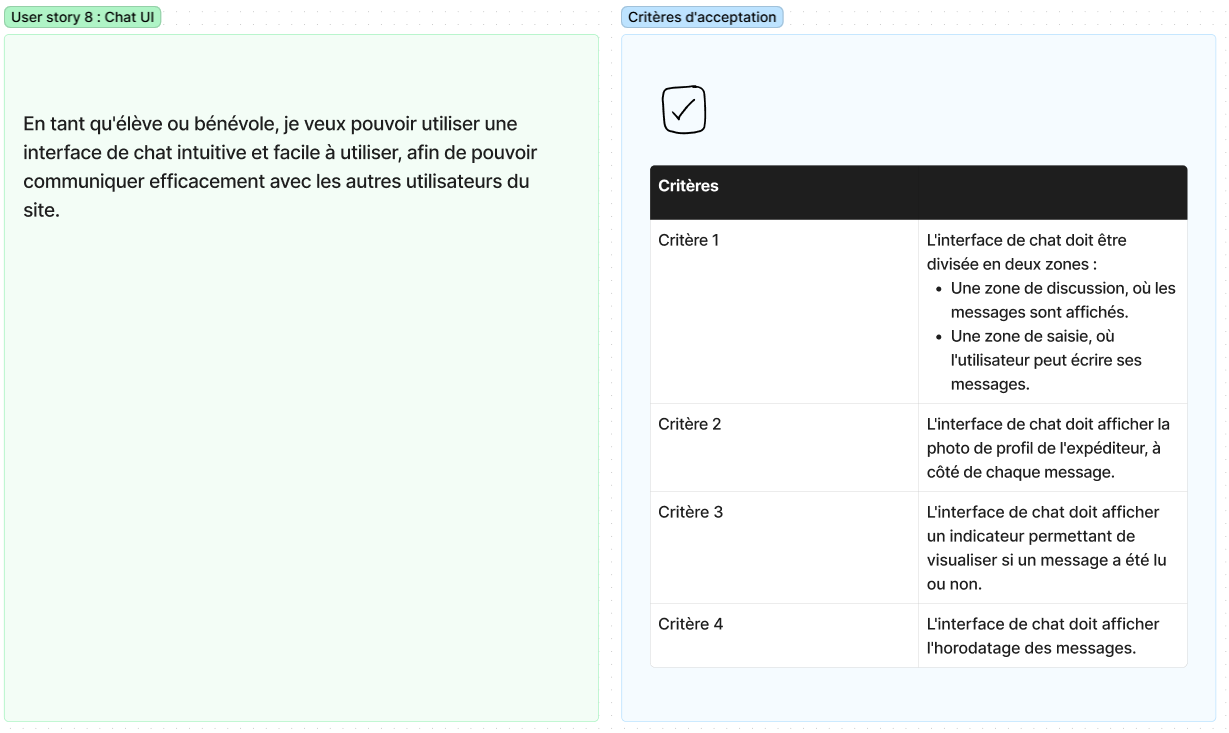 User story 8 : Chat UI
En tant qu'élève ou bénévole, je veux pouvoir utiliser une
interface de chat intuitive et facile à utiliser, afin de pouvoir
communiquer efficacement avec les autres utilisateurs du
site.
Critères d'acceptation
Critères
Critère 1
L'interface de chat doit être
divisée en deux zones :
• Une zone de discussion, où les
messages sont affichés.
• Une zone de saisie, où
l'utilisateur peut écrire ses
messages.
Critère 2
L'interface de chat doit afficher la
photo de profil de l'expéditeur, à
côté de chaque message.
Critère 3
L'interface de chat doit afficher
un indicateur permettant de
visualiser si un message a été lu
ou non.
Critère 4
L'interface de chat doit afficher
l'horodatage des messages.